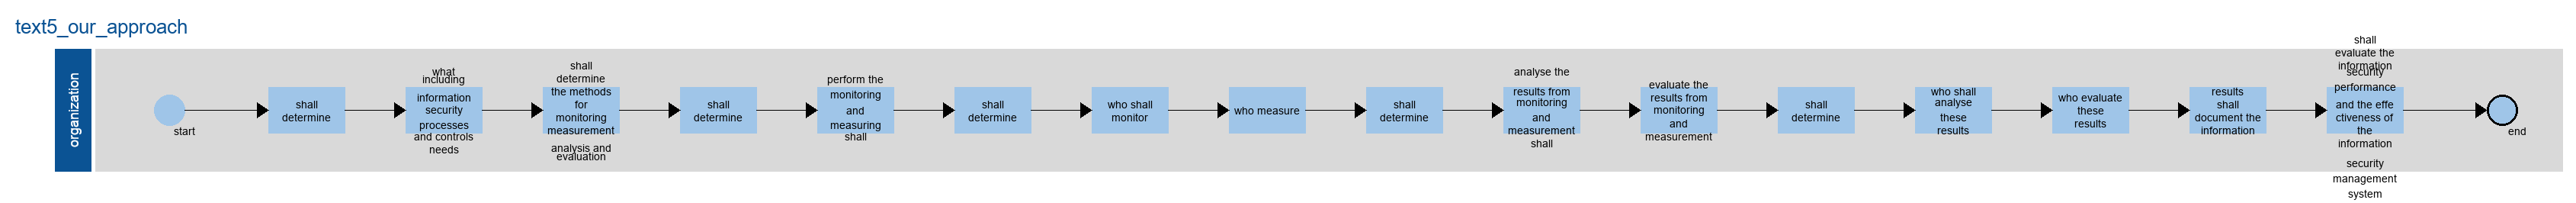 text5_our_approach
organization
start
shall
determine
what
including
information
security
processes
and controls
needs
shall
determine
the methods
for
monitoring
measurement
analysis and
evaluation
shall
determine
perform the
monitoring
and
measuring
shall
shall
determine
who shall
monitor
who measure
shall
determine
analyse the
results from
monitoring
and
measurement
shall
evaluate the
results from
monitoring
and
measurement
shall
determine
who shall
analyse
these
results
who evaluate
these
results
results
shall
document the
information
shall
evaluate the
information
security
performance
and the effe
ctiveness of
the
information
security
management
system
end